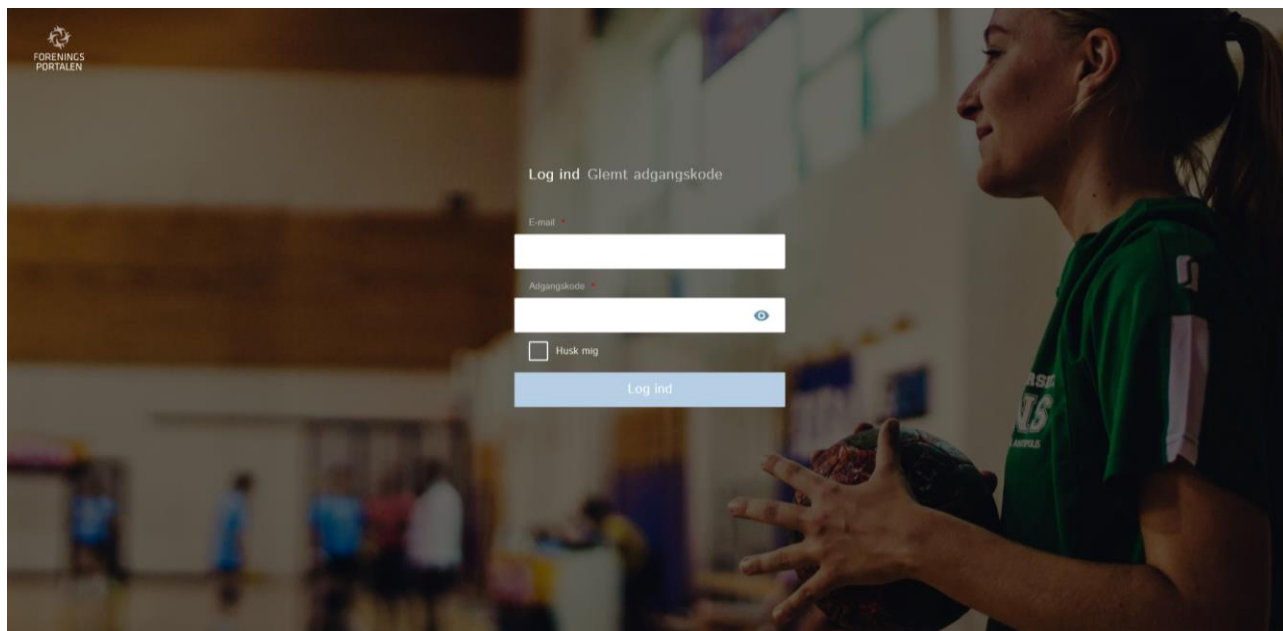 FORENINGS
PORTALEN
Log ind Glemt adgangskode
E-mail *
Adgangskode *
Husk mig
Log ind